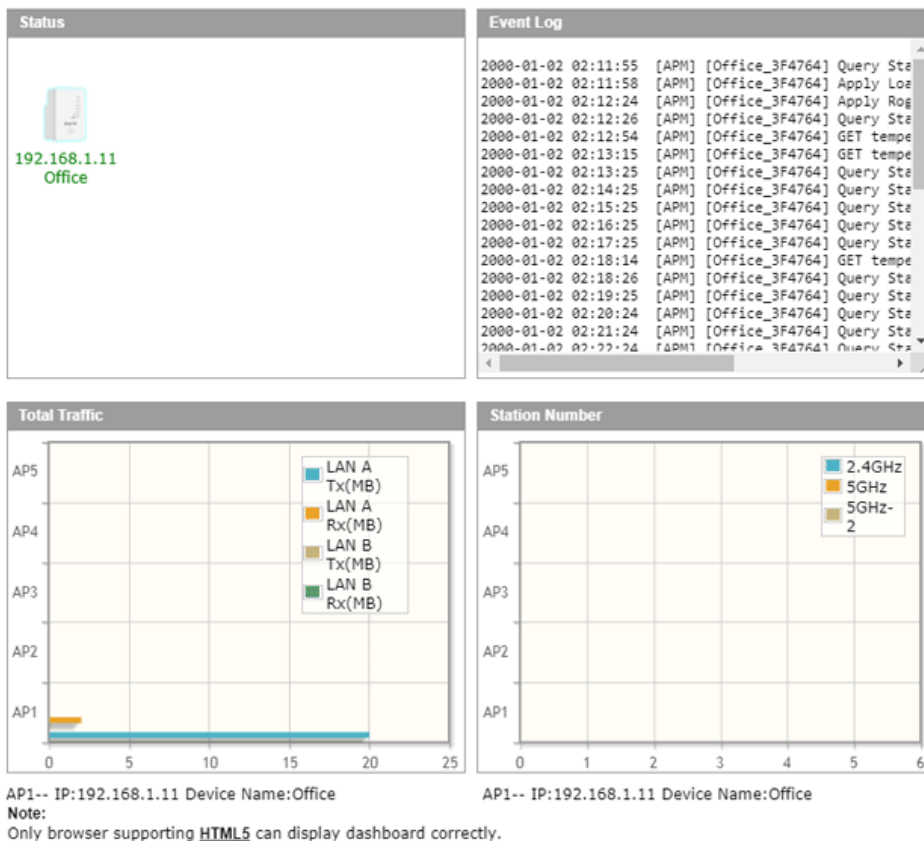 Status
192.168.1.11
Office
Event Log
2000-01-02 02:11:55 [APM] [Office_3F4764] Query Sta
2000-01-02 02:11:58 [APM] [Office_3F4764] Apply Loa
2000-01-02 02:12:24 [APM] [Office_3F4764] Apply Rog
2000-01-02 02:12:26 [APM] [Office_3F4764] Query Sta
2000-01-02 02:12:54 [APM] [Office_3F4764] GET tempe
2000-01-02 02:13:15 [APM] [Office_3F4764] GET tempe
2000-01-02 02:13:25 [APM] [Office_3F4764] Query Sta
2000-01-02 02:14:25 [APM] [Office_3F4764] Query Sta
2000-01-02 02:15:25 [APM] [Office_3F4764] Query Sta
2000-01-02 02:16:25 [APM] [Office_3F4764] Query Sta
2000-01-02 02:17:25 [APM] [Office_3F4764] Query Sta
2000-01-02 02:18:14 [APM] [Office_3F4764] GET tempe
2000-01-02 02:18:26 [APM] [Office_3F4764] Query Sta
2000-01-02 02:19:25 [APM] [Office_3F4764] Query Sta
2000-01-02 02:20:24 [APM] [Office_3F4764] Query Sta
2000-01-02 02:21:24 [APM] [Office_3F4764] Query Sta
2000-01-02 02:22:24 [APM] [Office_3F4764] Query Sta
Total Traffic
AP5
AP4
AP3
AP2
AP1
LAN A
Tx(MB)
LAN A
Rx(MB)
LAN B
Tx(MB)
LAN B
Rx(MB)
0 5 10 15 20 25
AP1-- IP:192.168.1.11 Device Name:Office
Station Number
AP5
AP4
AP3
AP2
AP1
2.4GHz
5GHz
5GHz-
2
0 1 2 3 4 5 6
AP1-- IP:192.168.1.11 Device Name:Office
Note:
Only browser supporting HTML5 can display dashboard correctly.